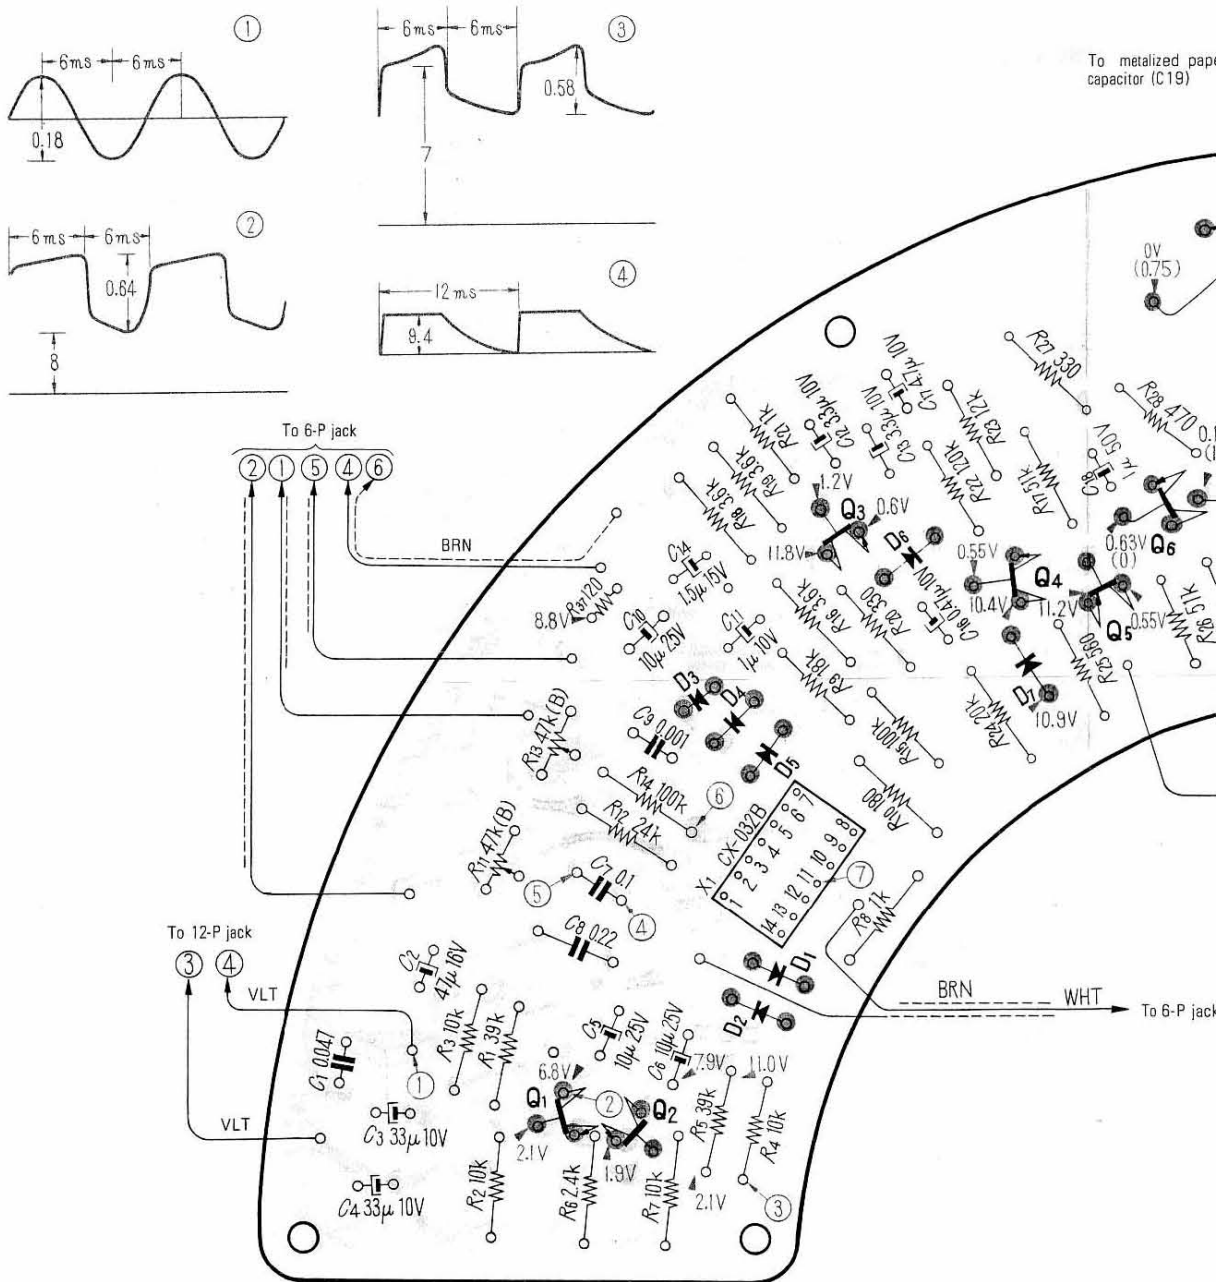 ①
6ms 6ms
0.18
②
6ms 6ms
0.64
8
③
6ms 6ms
0.58
7
④
12ms
9.4
To metalized pape
capacitor (C19)
0V
(0.75)
To 6-P jack
② ① ⑤ ④ ⑥
BRN
R27 330
R28 470
C17 4.7μ 10V
C12 3.3μ 10V
C13 3.3μ 10V
R21 1k
R23 12k
R19 3.6k
R22 120k
R17 51k
C18 1μ 50V
R18 3.6k
1.2V
Q3
0.6V
11.8V
D6
0.55V
10.4V
Q4
11.2V
0.63V
(0)
Q6
Q5
0.55V
R26 51k
C14
1.5μ 15V
R37 120
8.8V
C10
10μ 25V
C11
1μ 10V
R16 3.6k
R20 330
C16 0.47μ 10V
R25 560
D7
10.9V
R9 18k
R24 20k
R15 100k
D3
D4
D5
R13 47k(B)
C9 0.001
R14 100k
⑥
R12 24k
R10 180
R11 47k(B)
X1 CX-032B
1 2 3 4 5 6 7
14 13 12 11 10 9 8
⑦
C7 0.1
⑤
④
C8 0.22
R8 1k
To 12-P jack
③ ④
VLT
VLT
C2
47μ 16V
D1
D2
BRN
WHT
To 6-P jack
R3 10k
R1 39k
C5
10μ 25V
C6 10μ 25V
C1 0.047
①
6.8V
Q1
②
Q2
7.9V
11.0V
2.1V
1.9V
C3 33μ 10V
C4 33μ 10V
R2 10k
R6 2.4k
R7 10k
R5 39k
R4 10k
2.1V
③